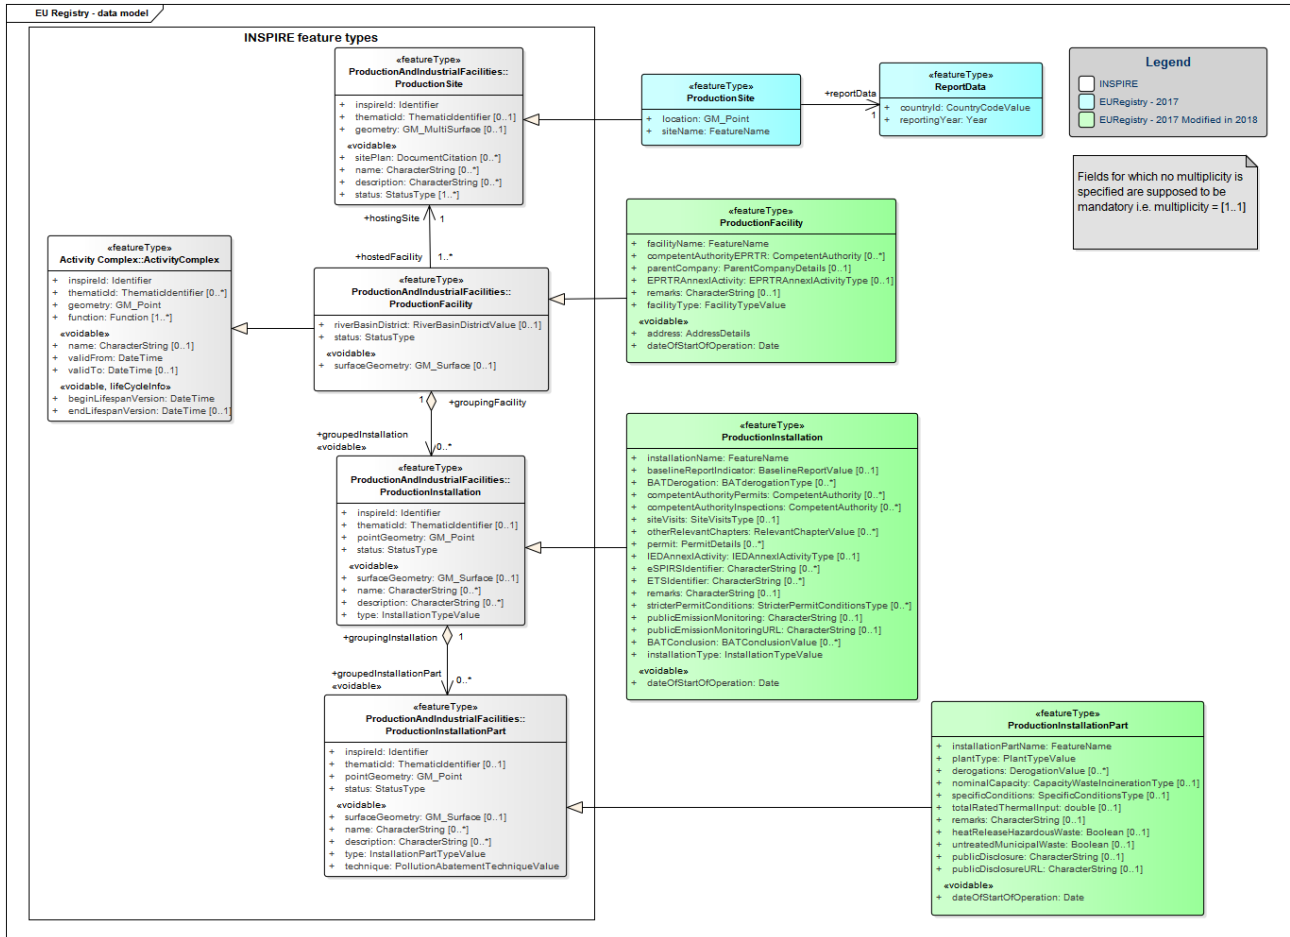 EU Registry - data model
INSPIRE feature types
«featureType»
ProductionAndIndustrialFacilities::
ProductionSite
+ inspireId: Identifier
+ thematicId: ThematicIdentifier [0..1]
+ geometry: GM_MultiSurface [0..1]
«voidable»
+ sitePlan: DocumentCitation [0..*]
+ name: CharacterString [0..*]
+ description: CharacterString [0..*]
+ status: StatusType [1..*]
«featureType»
ProductionSite
+ location: GM_Point
+ siteName: FeatureName
+reportData
1
«featureType»
ReportData
+ countryId: CountryCodeValue
+ reportingYear: Year
Legend
INSPIRE
EURegistry - 2017
EURegistry - 2017 Modified in 2018
Fields for which no multiplicity is
specified are supposed to be
mandatory i.e. multiplicity = [1..1]
+hostingSite
1
+hostedFacility
1..*
«featureType»
Activity Complex::ActivityComplex
+ inspireId: Identifier
+ thematicId: ThematicIdentifier [0..*]
+ geometry: GM_Point
+ function: Function [1..*]
«voidable»
+ name: CharacterString [0..1]
+ validFrom: DateTime
+ validTo: DateTime [0..1]
«voidable, lifeCycleInfo»
+ beginLifespanVersion: DateTime
+ endLifespanVersion: DateTime [0..1]
«featureType»
ProductionAndIndustrialFacilities::
ProductionFacility
+ riverBasinDistrict: RiverBasinDistrictValue [0..1]
+ status: StatusType
«voidable»
+ surfaceGeometry: GM_Surface [0..1]
«featureType»
ProductionFacility
+ facilityName: FeatureName
+ competentAuthorityEPRTR: CompetentAuthority [0..*]
+ parentCompany: ParentCompanyDetails [0..1]
+ EPRTRAnnexIActivity: EPRTRAnnexIActivityType [0..1]
+ remarks: CharacterString [0..1]
+ facilityType: FacilityTypeValue
«voidable»
+ address: AddressDetails
+ dateOfStartOfOperation: Date
1
+groupingFacility
+groupedInstallation
«voidable»
0..*
«featureType»
ProductionAndIndustrialFacilities::
ProductionInstallation
+ inspireId: Identifier
+ thematicId: ThematicIdentifier [0..1]
+ pointGeometry: GM_Point
+ status: StatusType
«voidable»
+ surfaceGeometry: GM_Surface [0..1]
+ name: CharacterString [0..*]
+ description: CharacterString [0..*]
+ type: InstallationTypeValue
«featureType»
ProductionInstallation
+ installationName: FeatureName
+ baselineReportIndicator: BaselineReportValue [0..1]
+ BATDerogation: BATderogationType [0..*]
+ competentAuthorityPermits: CompetentAuthority [0..*]
+ competentAuthorityInspections: CompetentAuthority [0..*]
+ siteVisits: SiteVisitsType [0..1]
+ otherRelevantChapters: RelevantChapterValue [0..*]
+ permit: PermitDetails [0..*]
+ IEDAnnexIActivity: IEDAnnexIActivityType [0..1]
+ eSPIRSIdentifier: CharacterString [0..*]
+ ETSIdentifier: CharacterString [0..*]
+ remarks: CharacterString [0..1]
+ stricterPermitConditions: StricterPermitConditionsType [0..*]
+ publicEmissionMonitoring: CharacterString [0..1]
+ publicEmissionMonitoringURL: CharacterString [0..1]
+ BATConclusion: BATConclusionValue [0..*]
+ installationType: InstallationTypeValue
«voidable»
+ dateOfStartOfOperation: Date
+groupingInstallation
1
+groupedInstallationPart
«voidable»
0..*
«featureType»
ProductionAndIndustrialFacilities::
ProductionInstallationPart
+ inspireId: Identifier
+ thematicId: ThematicIdentifier [0..1]
+ pointGeometry: GM_Point
+ status: StatusType
«voidable»
+ surfaceGeometry: GM_Surface [0..1]
+ name: CharacterString [0..*]
+ description: CharacterString [0..*]
+ type: InstallationPartTypeValue
+ technique: PollutionAbatementTechniqueValue
«featureType»
ProductionInstallationPart
+ installationPartName: FeatureName
+ plantType: PlantTypeValue
+ derogations: DerogationValue [0..*]
+ nominalCapacity: CapacityWasteIncinerationType [0..1]
+ specificConditions: SpecificConditionsType [0..1]
+ totalRatedThermalInput: double [0..1]
+ remarks: CharacterString [0..1]
+ heatReleaseHazardousWaste: Boolean [0..1]
+ untreatedMunicipalWaste: Boolean [0..1]
+ publicDisclosure: CharacterString [0..1]
+ publicDisclosureURL: CharacterString [0..1]
«voidable»
+ dateOfStartOfOperation: Date